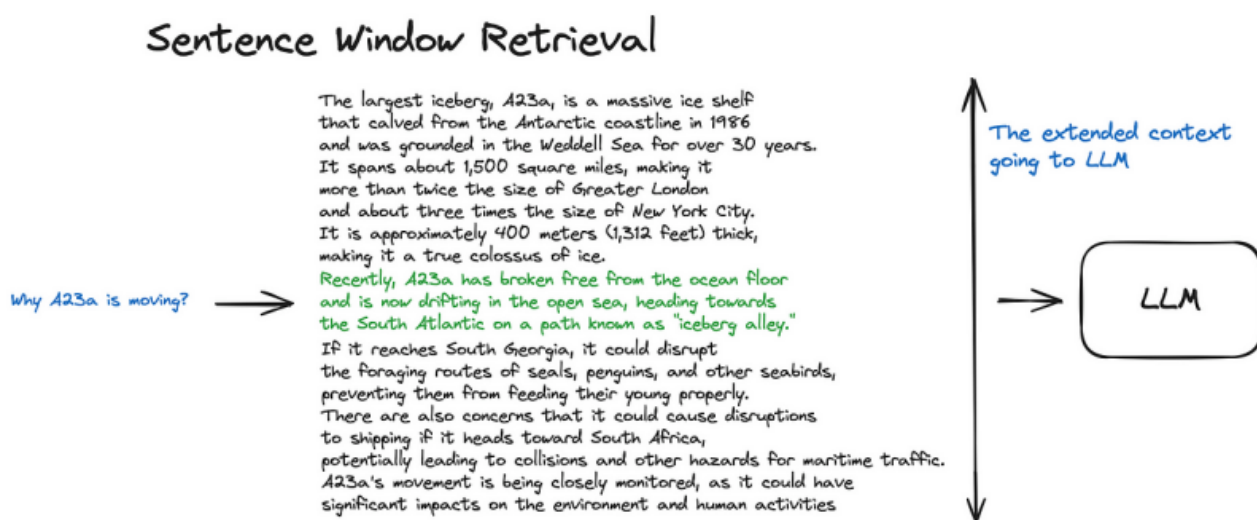 Sentence Window Retrieval
The largest iceberg, A23a, is a massive ice shelf
that calved from the Antarctic coastline in 1986
and was grounded in the Weddell Sea for over 30 years.
It spans about 1,500 square miles, making it
more than twice the size of Greater London
and about three times the size of New York City.
It is approximately 400 meters (1,312 feet) thick,
making it a true colossus of ice.
Recently, A23a has broken free from the ocean floor
and is now drifting in the open sea, heading towards
the South Atlantic on a path known as "iceberg alley."
If it reaches South Georgia, it could disrupt
the foraging routes of seals, penguins, and other seabirds,
preventing them from feeding their young properly.
There are also concerns that it could cause disruptions
to shipping if it heads toward South Africa,
potentially leading to collisions and other hazards for maritime traffic.
A23a's movement is being closely monitored, as it could have
significant impacts on the environment and human activities
Why A23a is moving?
The extended context
going to LLM
LLM